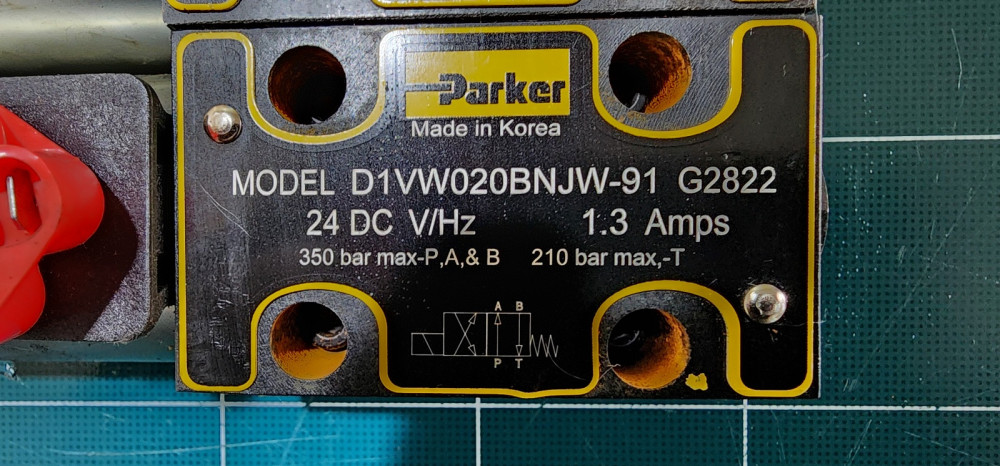 Parker
Made in Korea
MODEL D1VW020BNJW-91 G2822
24 DC V/Hz 1.3 Amps
350 bar max-P,A,& B 210 bar max,-T
A B
P T